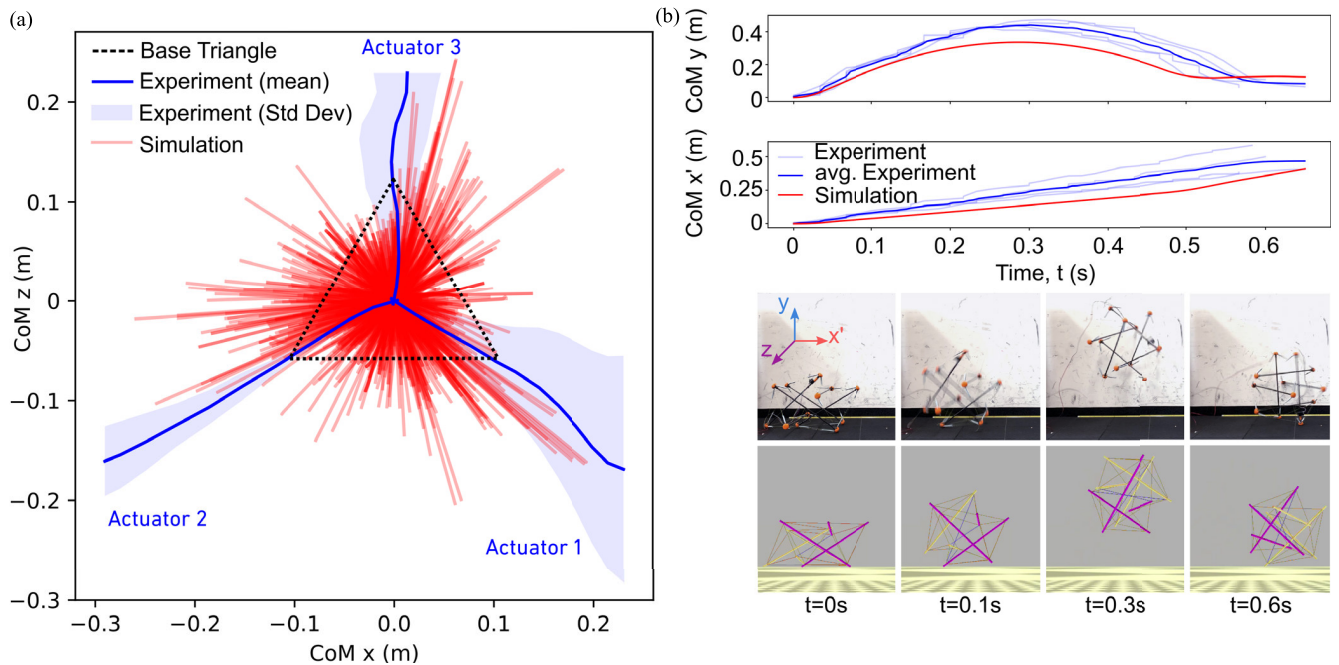 (a)
Base Triangle
Experiment (mean)
Experiment (Std Dev)
Simulation
Actuator 3
Actuator 2
Actuator 1
CoM z (m)
0.2
0.1
0
−0.1
−0.2
−0.3
−0.3
−0.2
−0.1
0.0
0.1
0.2
CoM x (m)
(b)
CoM y (m)
0.4
0.2
0
CoM x' (m)
0.5
0.25
0
Experiment
avg. Experiment
Simulation
0
0.1
0.2
0.3
0.4
0.5
0.6
Time, t (s)
y
x'
z
t=0s
t=0.1s
t=0.3s
t=0.6s